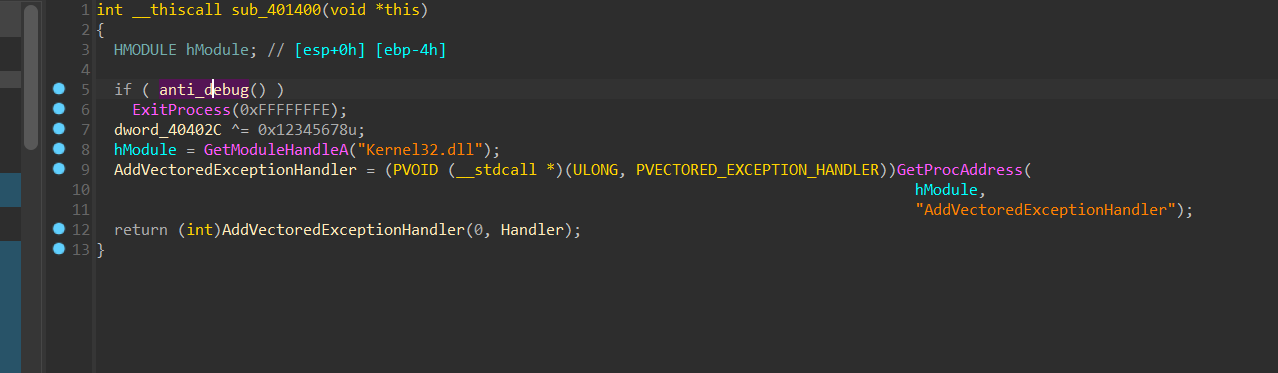 1 int __thiscall sub_401400(void *this)
2 {
3 HMODULE hModule; // [esp+0h] [ebp-4h]
4
5 if ( anti_debug() )
6 ExitProcess(0xFFFFFFFE);
7 dword_40402C ^= 0x12345678u;
8 hModule = GetModuleHandleA("Kernel32.dll");
9 AddVectoredExceptionHandler = (PVOID (__stdcall *)(ULONG, PVECTORED_EXCEPTION_HANDLER))GetProcAddress(
10 hModule,
11 "AddVectoredExceptionHandler");
12 return (int)AddVectoredExceptionHandler(0, Handler);
13 }